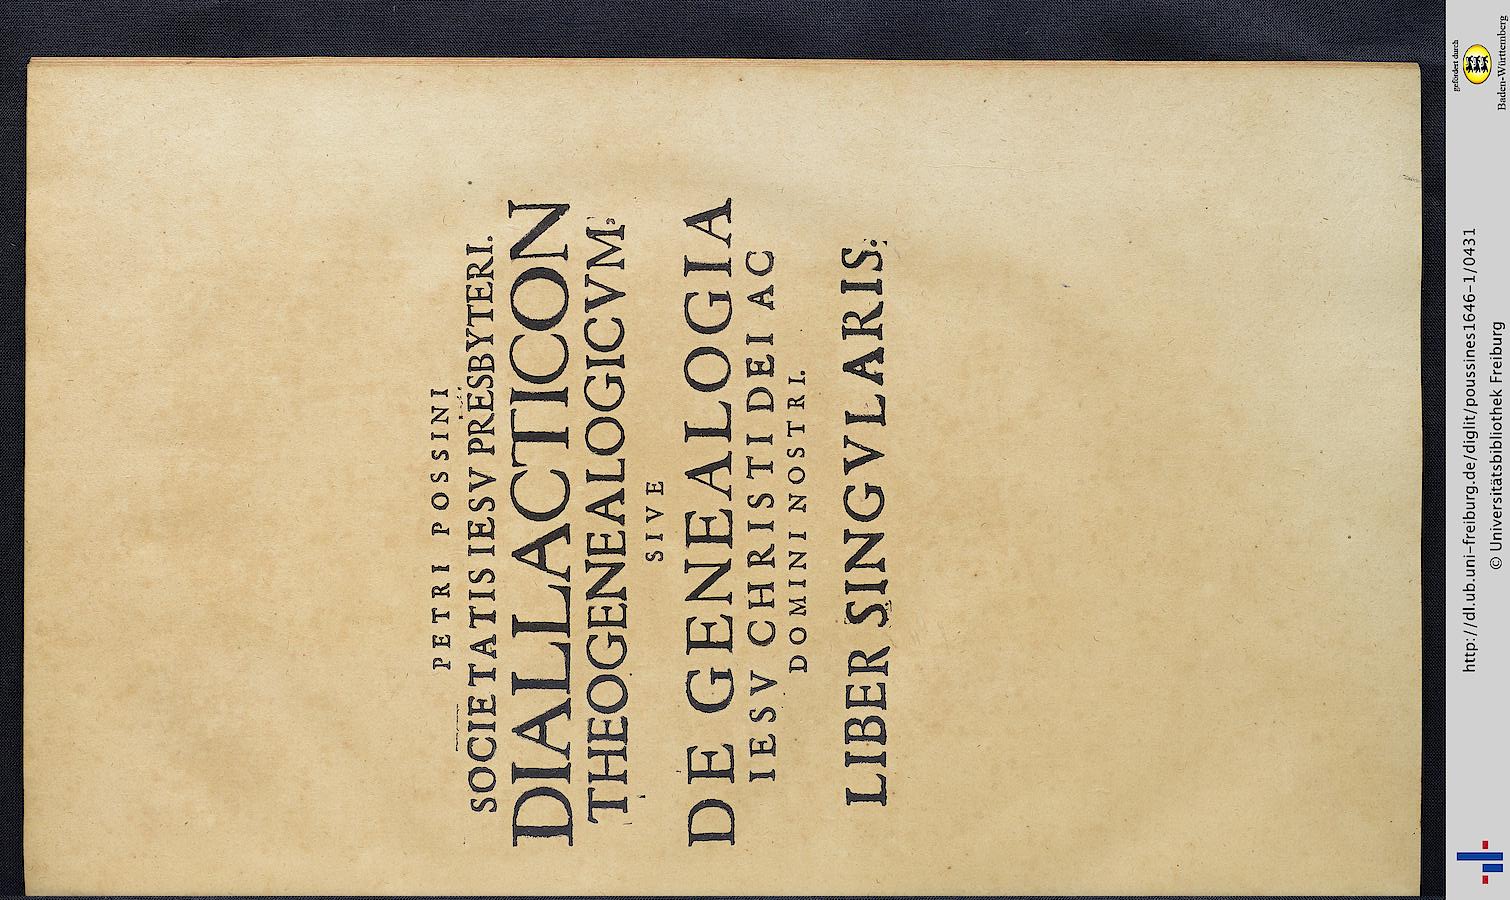 PETRI POSSINI
SOCIETATIS IESV PRESBYTERI.
DIALLACTICON
THEOGENEALOGICVM:
SIVE
DE GENEALOGIA
IESV CHRISTI DEI AC
DOMINI NOSTRI.
LIBER SINGVLARIS.
http://dl.ub.uni-freiburg.de/diglit/poussines1646-1/0431
© Universitätsbibliothek Freiburg
gefördert durch
Baden-Württemberg